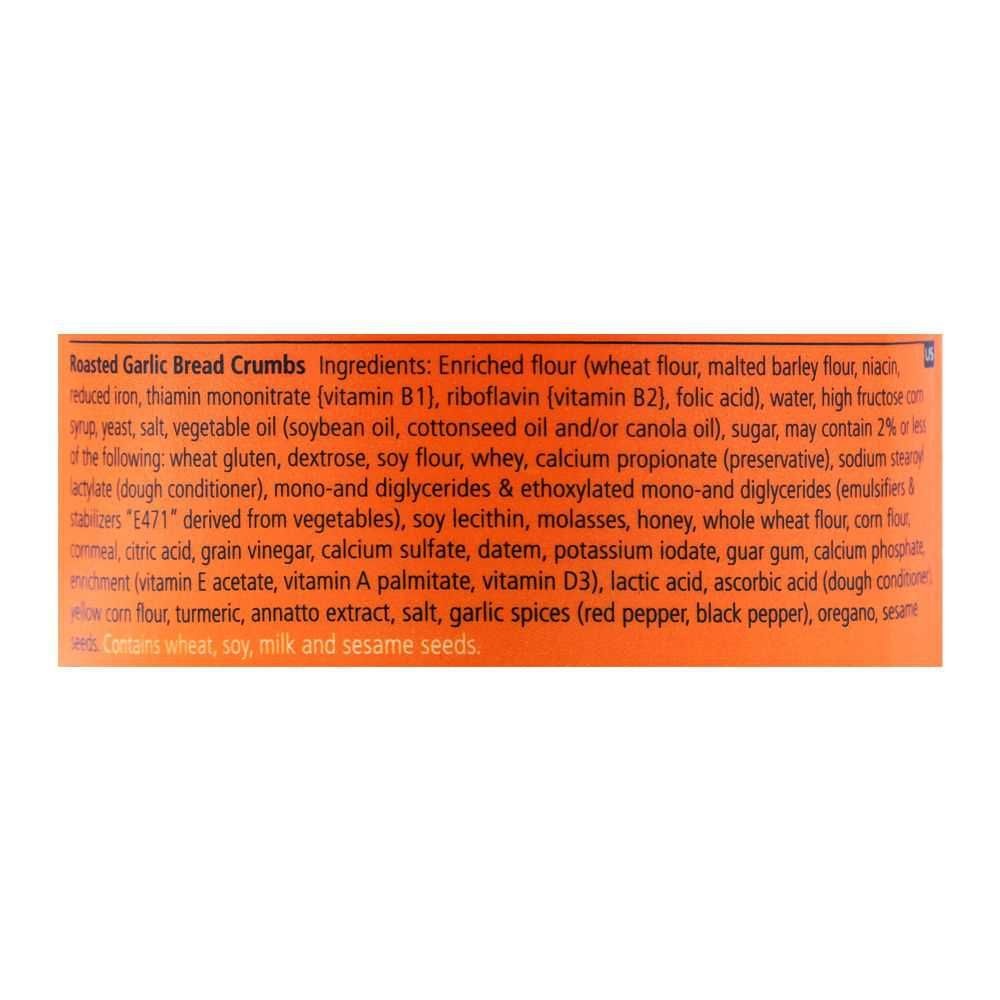 US
Roasted Garlic Bread Crumbs Ingredients: Enriched flour (wheat flour, malted barley flour, niacin,
reduced iron, thiamin mononitrate {vitamin B1}, riboflavin {vitamin B2}, folic acid), water, high fructose corn
syrup, yeast, salt, vegetable oil (soybean oil, cottonseed oil and/or canola oil), sugar, may contain 2% or less
of the following: wheat gluten, dextrose, soy flour, whey, calcium propionate (preservative), sodium stearoyl
lactylate (dough conditioner), mono-and diglycerides & ethoxylated mono-and diglycerides (emulsifiers &
stabilizers "E471" derived from vegetables), soy lecithin, molasses, honey, whole wheat flour, corn flour,
cornmeal, citric acid, grain vinegar, calcium sulfate, datem, potassium iodate, guar gum, calcium phosphate,
enrichment (vitamin E acetate, vitamin A palmitate, vitamin D3), lactic acid, ascorbic acid (dough conditioner),
yellow corn flour, turmeric, annatto extract, salt, garlic spices (red pepper, black pepper), oregano, sesame
seeds. Contains wheat, soy, milk and sesame seeds.